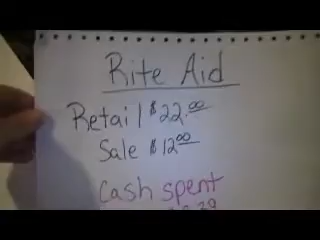 Rite Aid
Retail $22.00
Sale $12.00
Cash spent